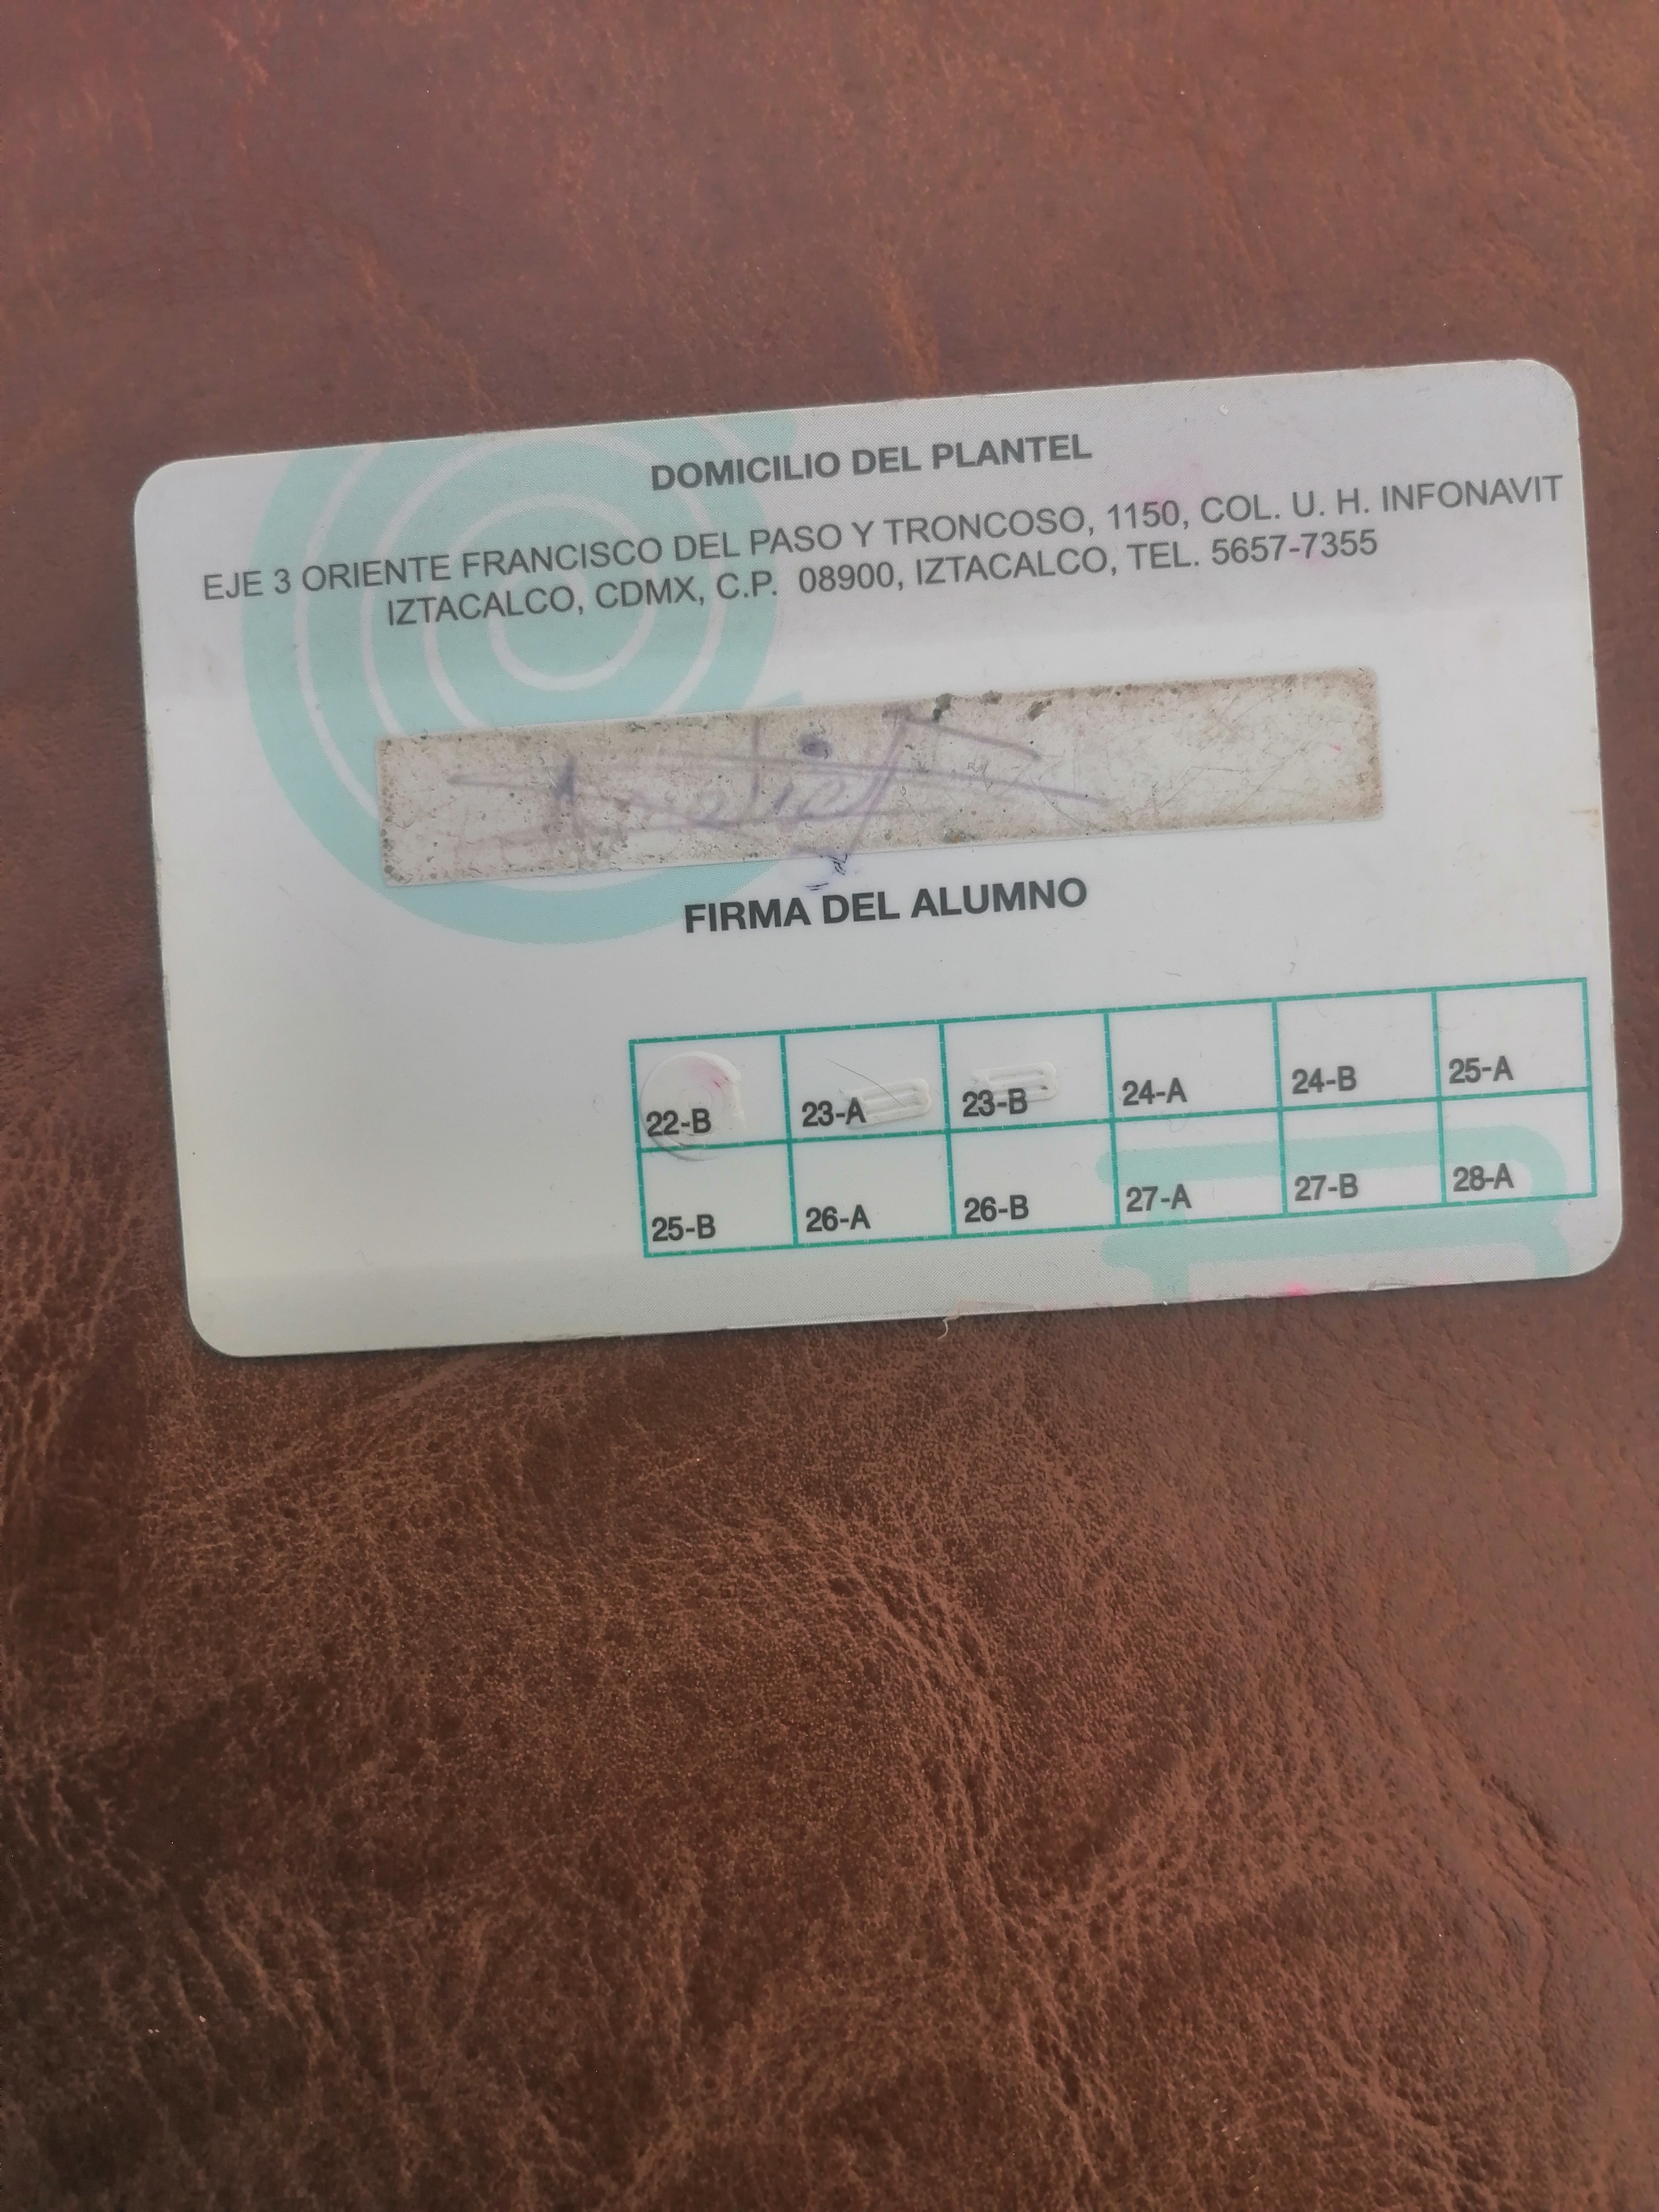 DOMICILIO DEL PLANTEL
EJE 3 ORIENTE FRANCISCO DEL PASO Y TRONCOSO, 1150, COL. U. H. INFONAVIT
IZTACALCO, CDMX, C.P. 08900, IZTACALCO, TEL. 5657-7355
FIRMA DEL ALUMNO
22-B 23-A 23-B 24-A 24-B 25-A
25-B 26-A 26-B 27-A 27-B 28-A